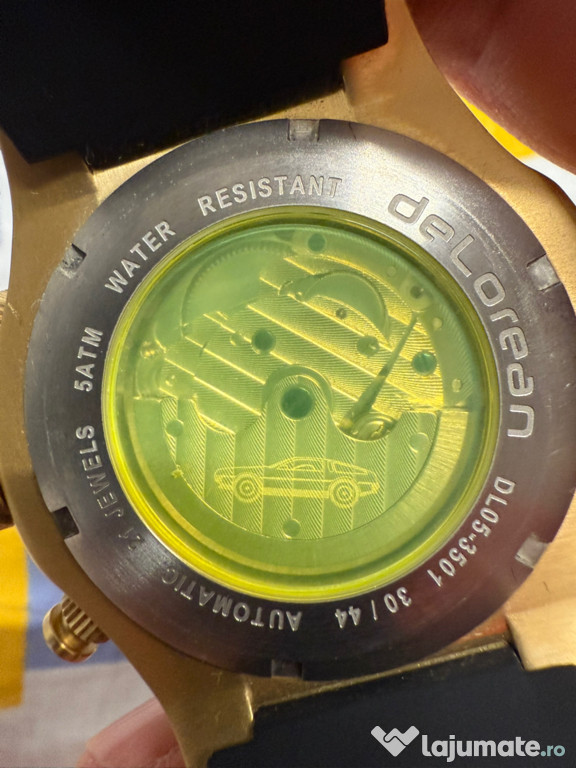 deLorean
DL05-3501 30/44 AUTOMATIC JEWELS 5ATM WATER RESISTANT
lajumate.ro